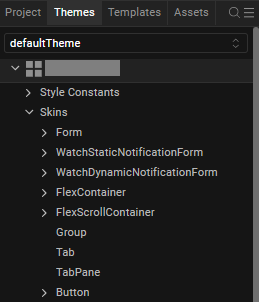 Project Themes Templates Assets
defaultTheme
Style Constants
Skins
Form
WatchStaticNotificationForm
WatchDynamicNotificationForm
FlexContainer
FlexScrollContainer
Group
Tab
TabPane
Button